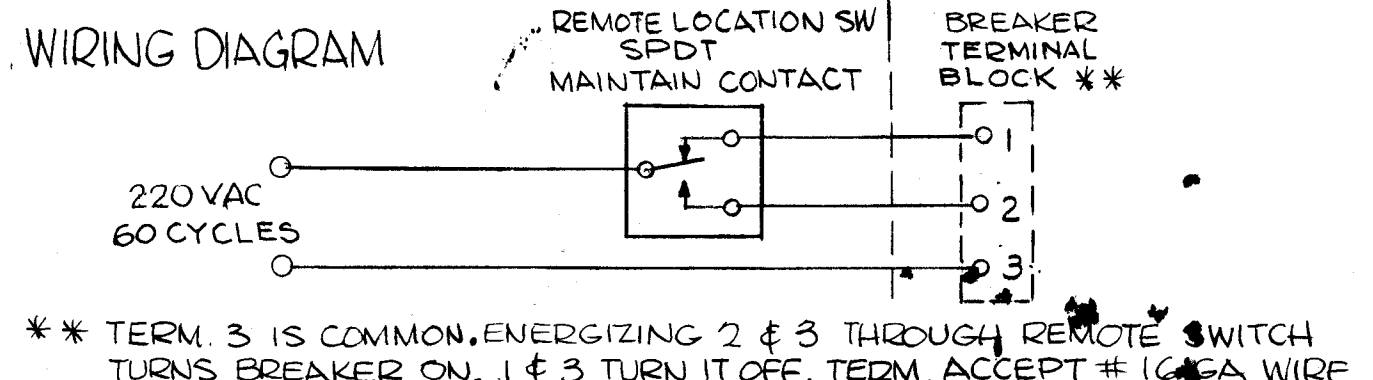 WIRING DIAGRAM
REMOTE LOCATION SW
SPDT
MAINTAIN CONTACT
BREAKER
TERMINAL
BLOCK **
1
220 VAC
60 CYCLES
2
3
** TERM. 3 IS COMMON. ENERGIZING 2 & 3 THROUGH REMOTE SWITCH
TURNS BREAKER ON. 1 & 3 TURN IT OFF. TERM. ACCEPT # 16 GA WIRE